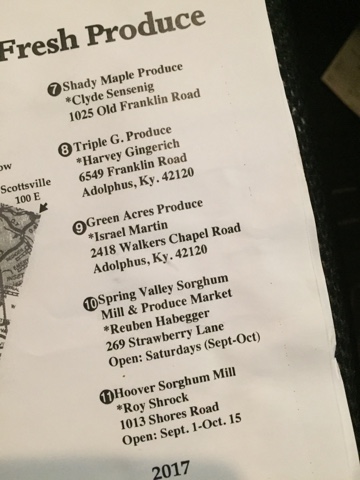 Fresh Produce
7 Shady Maple Produce
*Clyde Sensenig
1025 Old Franklin Road
8 Triple G. Produce
*Harvey Gingerich
6549 Franklin Road
Adolphus, Ky. 42120
ow
Scottsville
100 E
9 Green Acres Produce
*Israel Martin
2418 Walkers Chapel Road
Adolphus, Ky. 42120
10 Spring Valley Sorghum
Mill & Produce Market
*Reuben Habegger
269 Strawberry Lane
Open: Saturdays (Sept-Oct)
11 Hoover Sorghum Mill
*Roy Shrock
1013 Shores Road
Open: Sept. 1-Oct. 15
2017